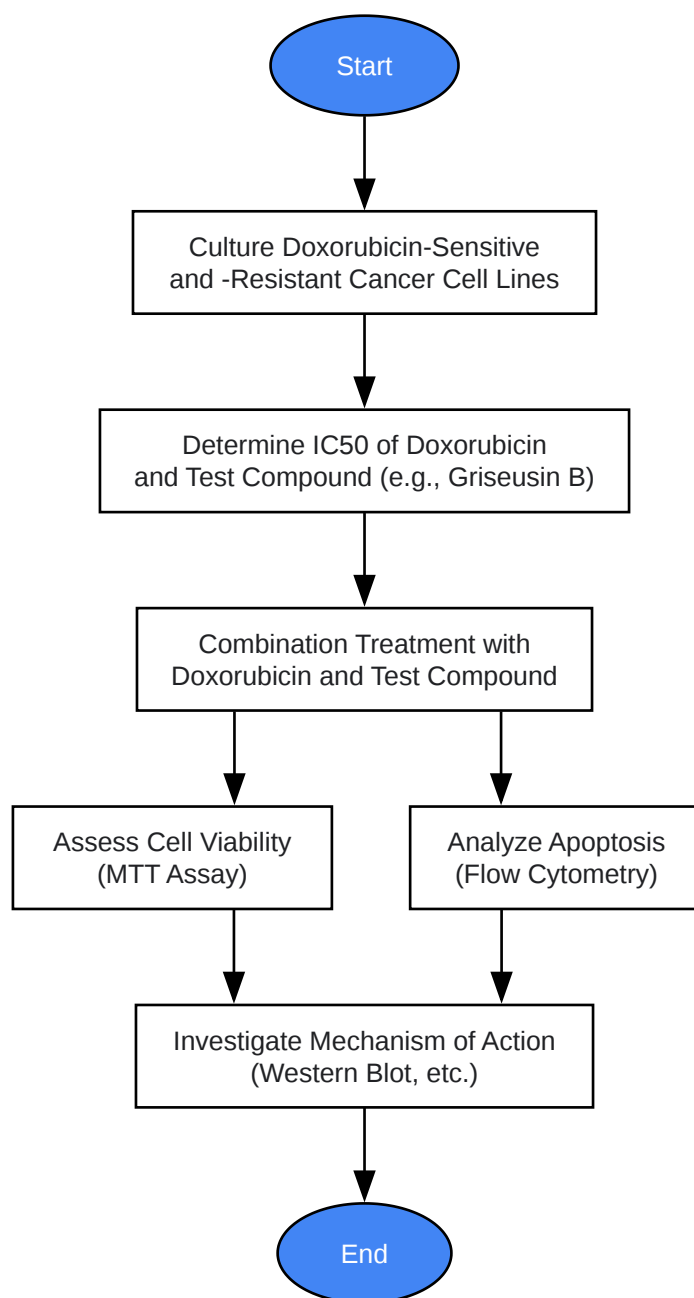 Start
Culture Doxorubicin-Sensitive
and -Resistant Cancer Cell Lines
Determine IC50 of Doxorubicin
and Test Compound (e.g., Griseusin B)
Combination Treatment with
Doxorubicin and Test Compound
Assess Cell Viability
(MTT Assay)
Analyze Apoptosis
(Flow Cytometry)
Investigate Mechanism of Action
(Western Blot, etc.)
End